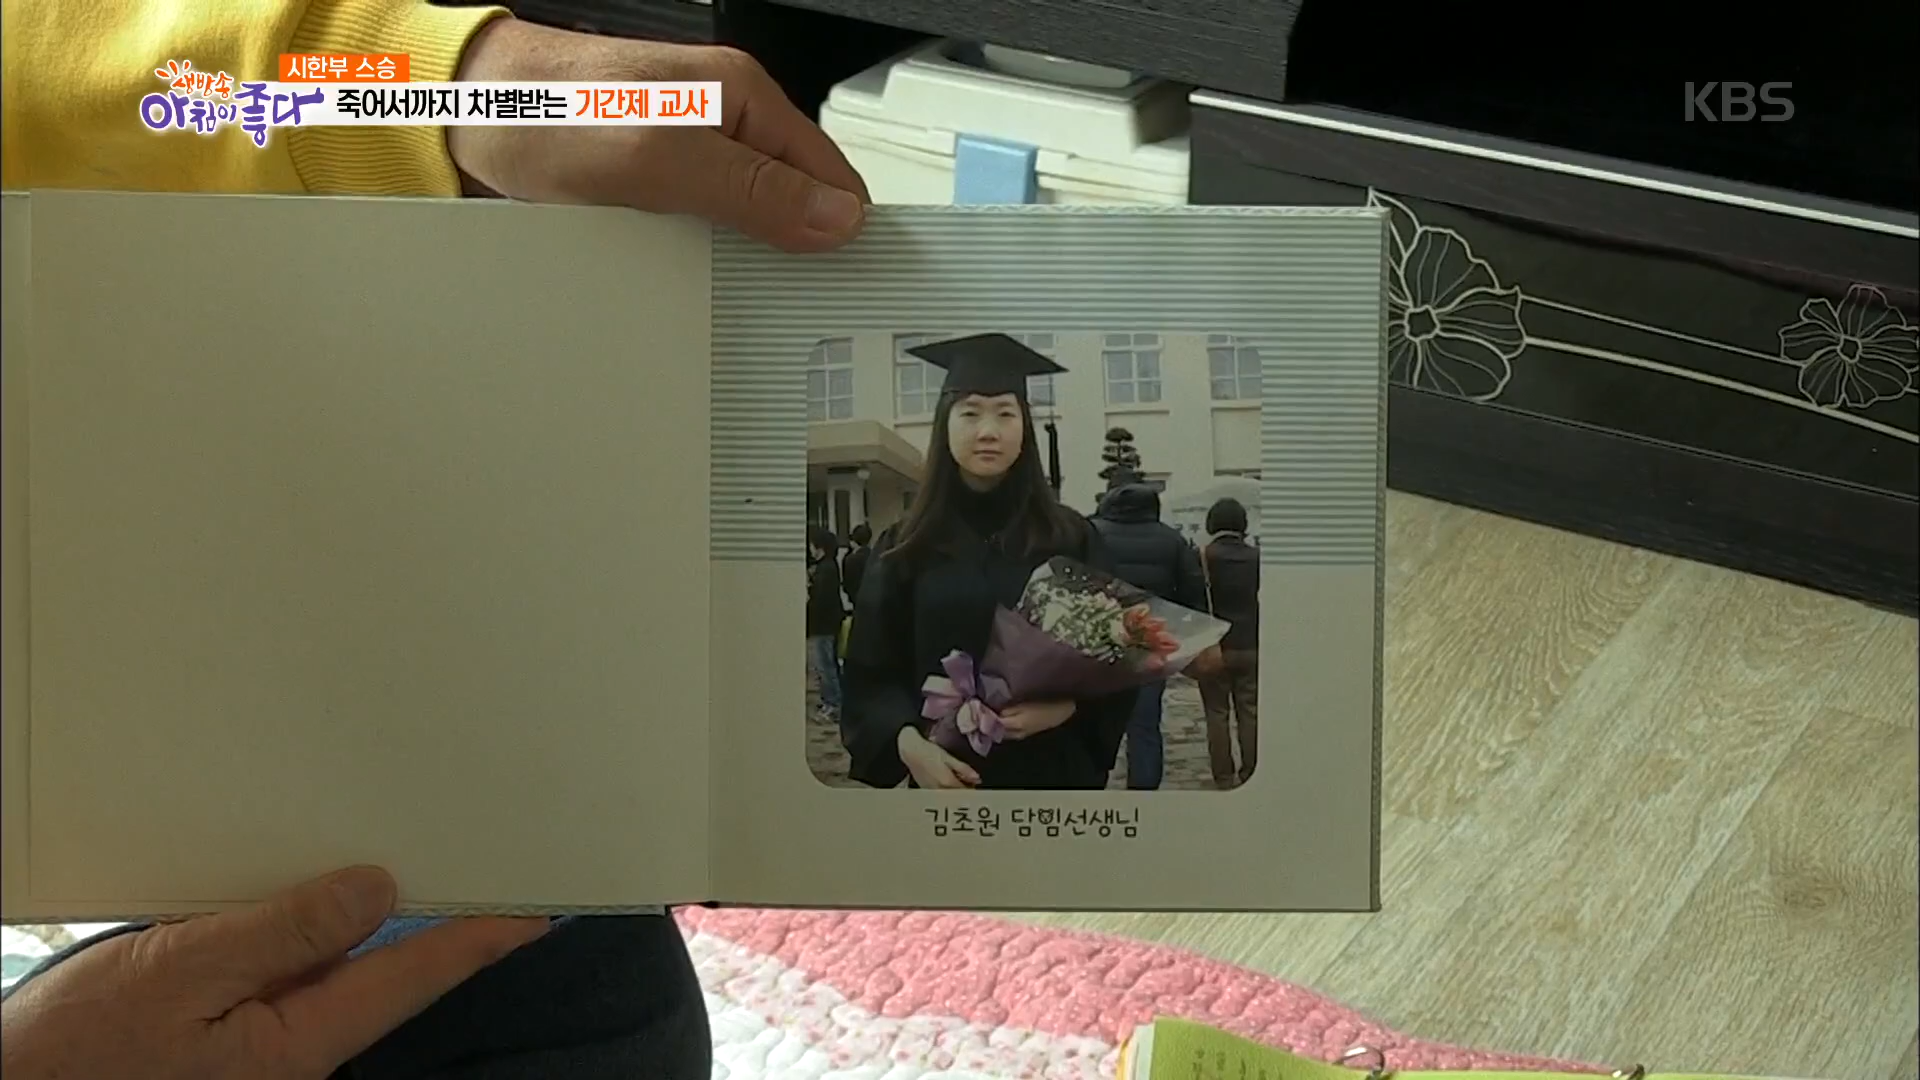 시한부 스승
생방송
아침이 좋다
죽어서까지 차별받는 기간제 교사
KBS
김초원 담임선생님